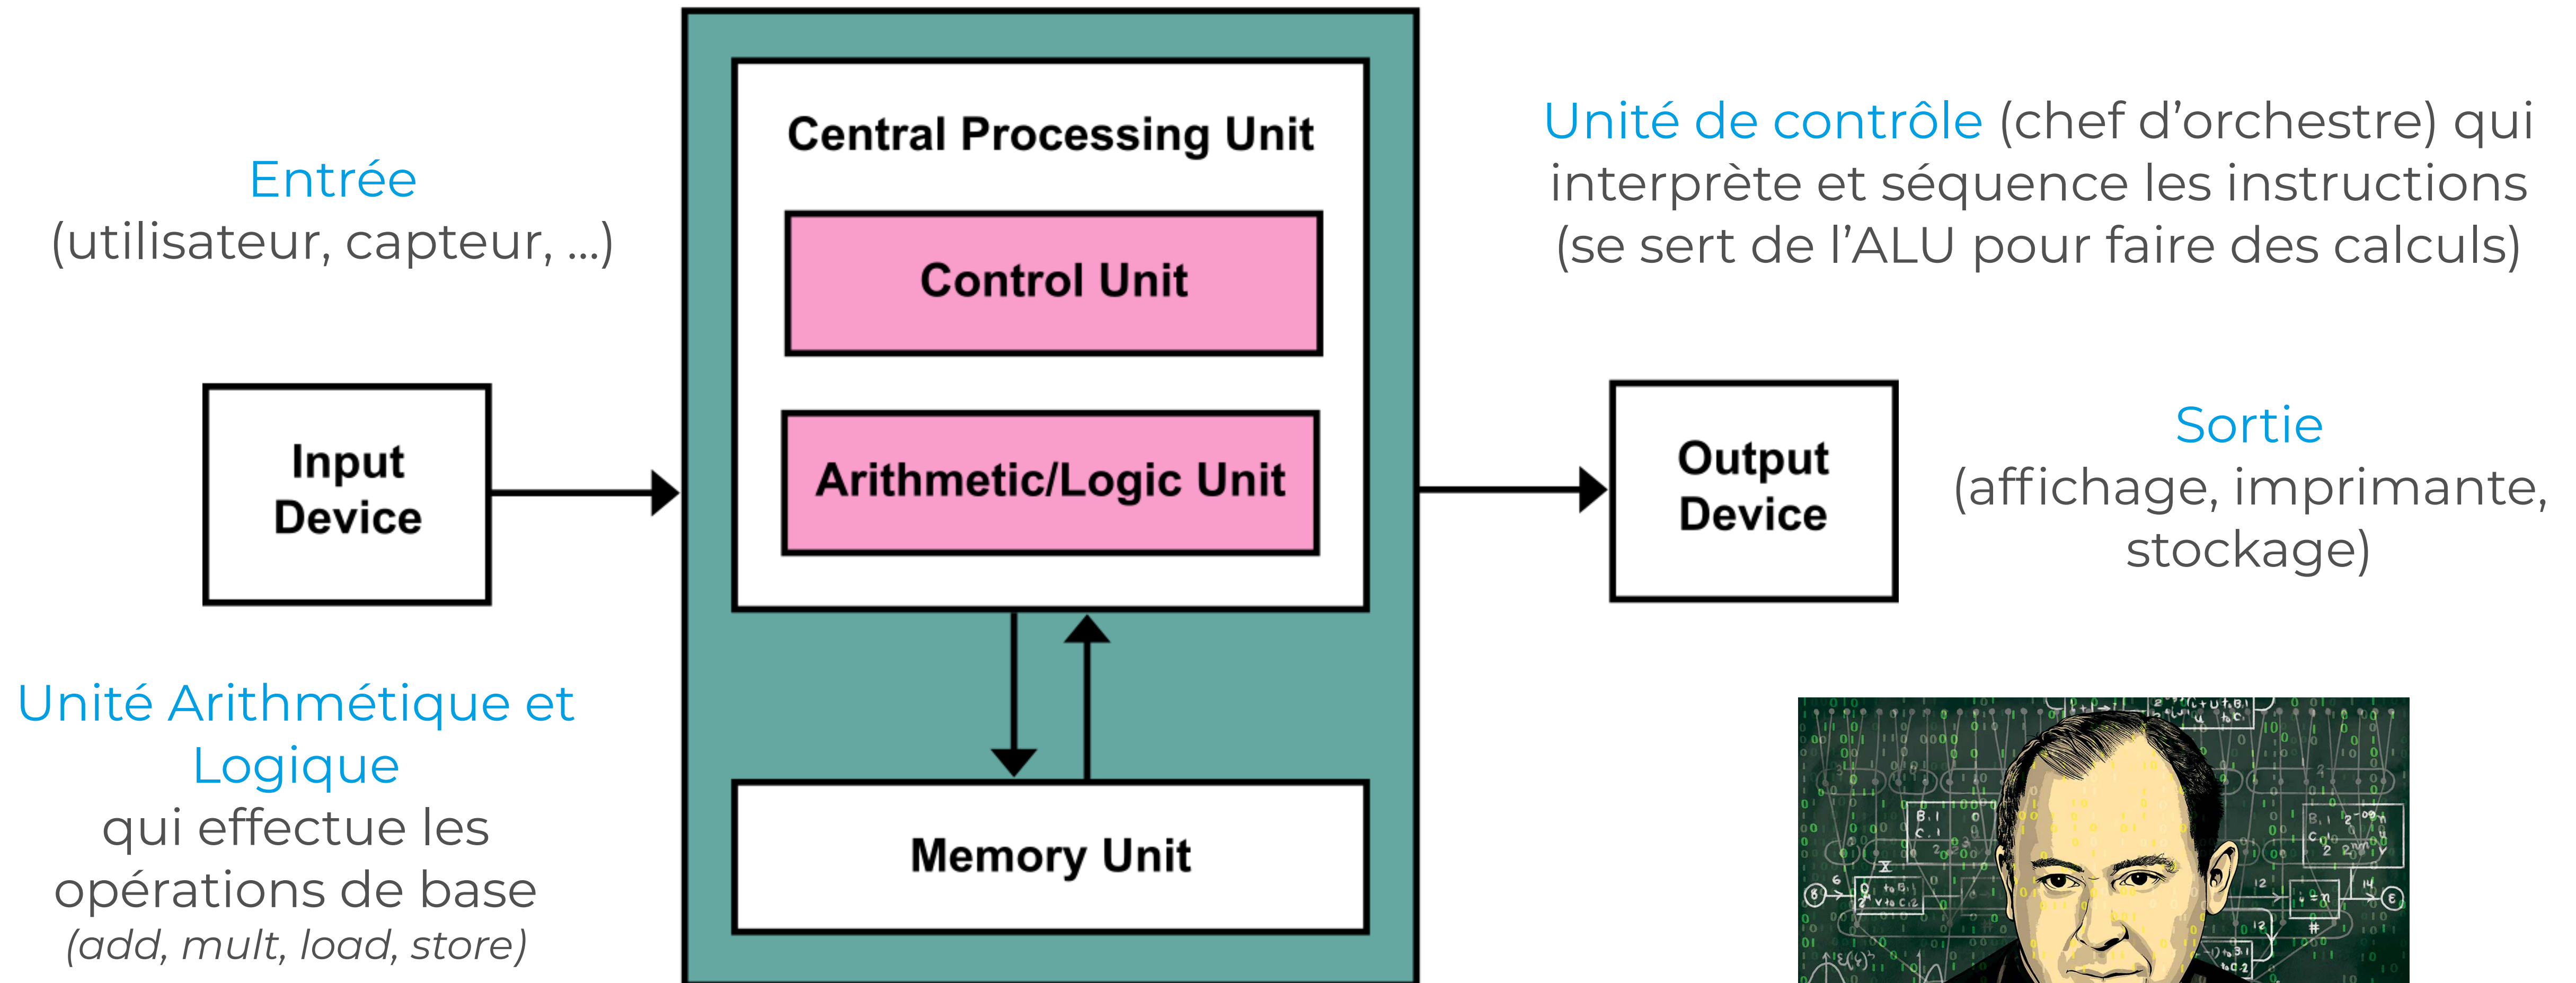 Entrée
(utilisateur, capteur, ...)
Central Processing Unit
Control Unit
Arithmetic/Logic Unit
Unité de contrôle (chef d’orchestre) qui
interprète et séquence les instructions
(se sert de l’ALU pour faire des calculs)
Input
Device
Output
Device
Sortie
(affichage, imprimante,
stockage)
Unité Arithmétique et
Logique
qui effectue les
opérations de base
(add, mult, load, store)
Memory Unit
B.1
C.1